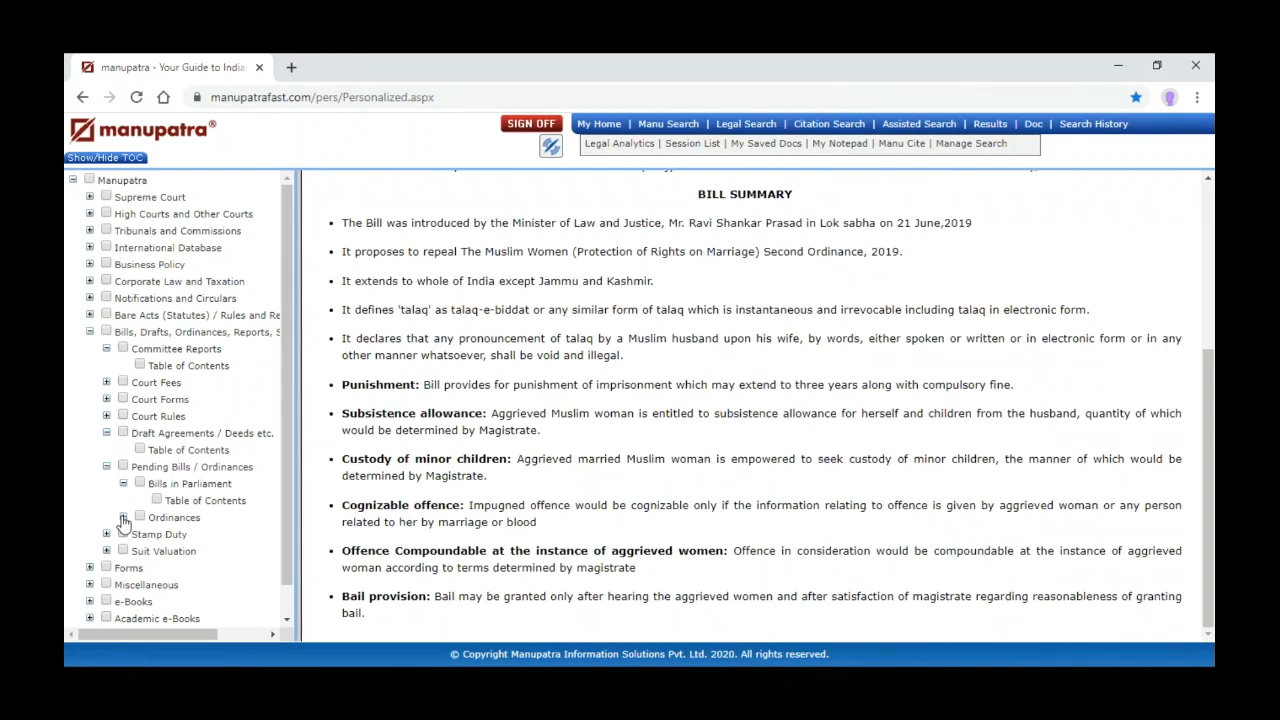 manupatra - Your Guide to India
manupatrafast.com/pers/Personalized.aspx
manupatra®
SIGN OFF
My Home | Manu Search | Legal Search | Citation Search | Assisted Search | Results | Doc | Search History
Legal Analytics | Session List | My Saved Docs | My Notepad | Manu Cite | Manage Search
Show/Hide TOC
Manupatra
Supreme Court
High Courts and Other Courts
Tribunals and Commissions
International Database
Business Policy
Corporate Law and Taxation
Notifications and Circulars
Bare Acts (Statutes) / Rules and Re
Bills, Drafts, Ordinances, Reports, S
Committee Reports
Table of Contents
Court Fees
Court Forms
Court Rules
Draft Agreements / Deeds etc.
Table of Contents
Pending Bills / Ordinances
Bills in Parliament
Table of Contents
Ordinances
Stamp Duty
Suit Valuation
Forms
Miscellaneous
e-Books
Academic e-Books
BILL SUMMARY
• The Bill was introduced by the Minister of Law and Justice, Mr. Ravi Shankar Prasad in Lok sabha on 21 June,2019
• It proposes to repeal The Muslim Women (Protection of Rights on Marriage) Second Ordinance, 2019.
• It extends to whole of India except Jammu and Kashmir.
• It defines 'talaq' as talaq-e-biddat or any similar form of talaq which is instantaneous and irrevocable including talaq in electronic form.
• It declares that any pronouncement of talaq by a Muslim husband upon his wife, by words, either spoken or written or in electronic form or in any
other manner whatsoever, shall be void and illegal.
• Punishment: Bill provides for punishment of imprisonment which may extend to three years along with compulsory fine.
• Subsistence allowance: Aggrieved Muslim woman is entitled to subsistence allowance for herself and children from the husband, quantity of which
would be determined by Magistrate.
• Custody of minor children: Aggrieved married Muslim woman is empowered to seek custody of minor children, the manner of which would be
determined by Magistrate.
• Cognizable offence: Impugned offence would be cognizable only if the information relating to offence is given by aggrieved woman or any person
related to her by marriage or blood
• Offence Compoundable at the instance of aggrieved women: Offence in consideration would be compoundable at the instance of aggrieved
woman according to terms determined by magistrate
• Bail provision: Bail may be granted only after hearing the aggrieved women and after satisfaction of magistrate regarding reasonableness of granting
bail.
© Copyright Manupatra Information Solutions Pvt. Ltd. 2020. All rights reserved.